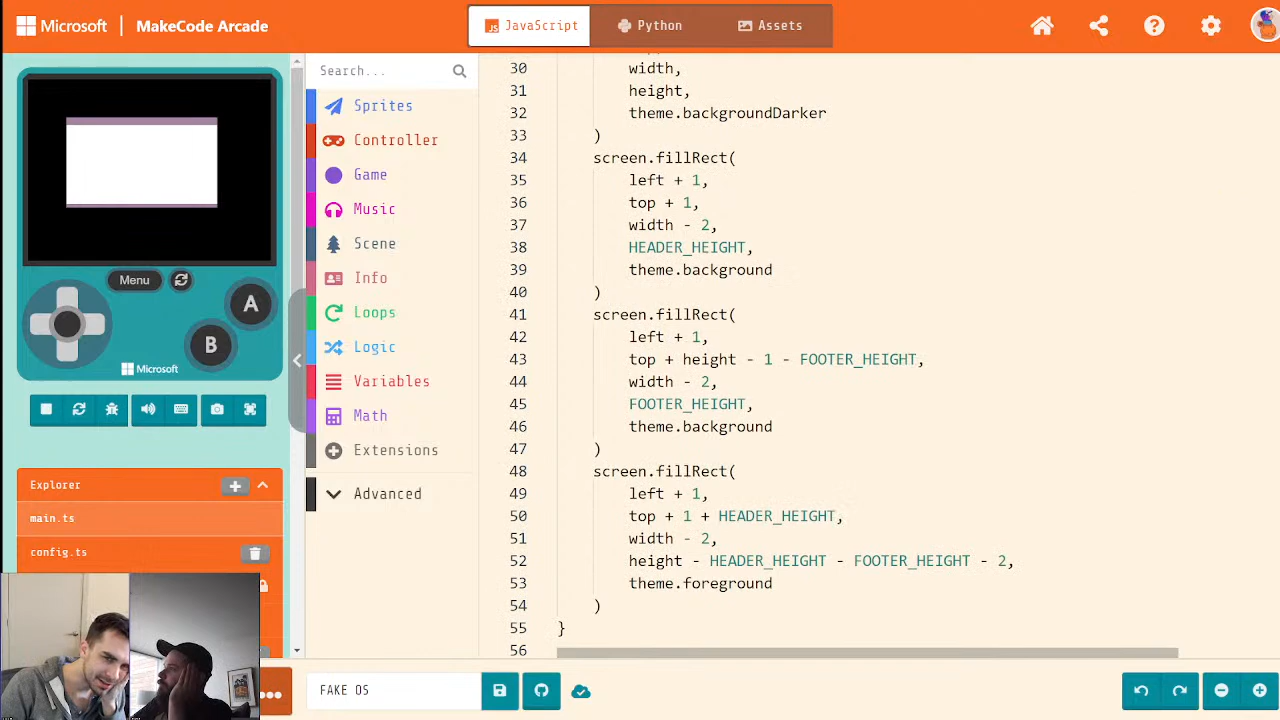 Microsoft MakeCode Arcade JavaScript Python Assets
Menu
A
B
Microsoft
Explorer
main.ts
config.ts
Search...
Sprites
Controller
Game
Music
Scene
Info
Loops
Logic
Variables
Math
Extensions
Advanced
30 width,
31 height,
32 theme.backgroundDarker
33 )
34 screen.fillRect(
35 left + 1,
36 top + 1,
37 width - 2,
38 HEADER_HEIGHT,
39 theme.background
40 )
41 screen.fillRect(
42 left + 1,
43 top + height - 1 - FOOTER_HEIGHT,
44 width - 2,
45 FOOTER_HEIGHT,
46 theme.background
47 )
48 screen.fillRect(
49 left + 1,
50 top + 1 + HEADER_HEIGHT,
51 width - 2,
52 height - HEADER_HEIGHT - FOOTER_HEIGHT - 2,
53 theme.foreground
54 )
55 }
56
FAKE OS